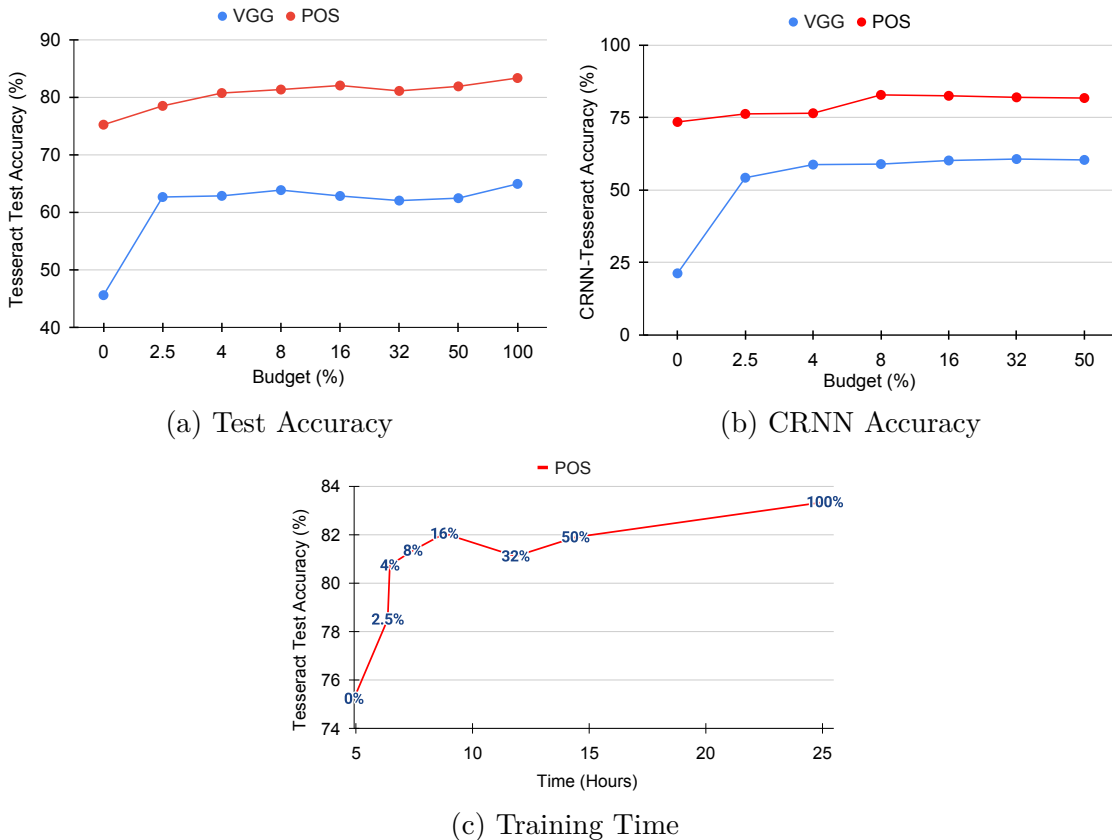 VGG POS
Tesseract Test Accuracy (%)
90
80
70
60
50
40
0 2.5 4 8 16 32 50 100
Budget (%)
(a) Test Accuracy
VGG POS
CRNN-Tesseract Accuracy (%)
100
75
50
25
0
0 2.5 4 8 16 32 50
Budget (%)
(b) CRNN Accuracy
POS
Tesseract Test Accuracy (%)
84
82
80
78
76
74
0%
2.5%
4%
8%
16%
32%
50%
100%
5 10 15 20 25
Time (Hours)
(c) Training Time